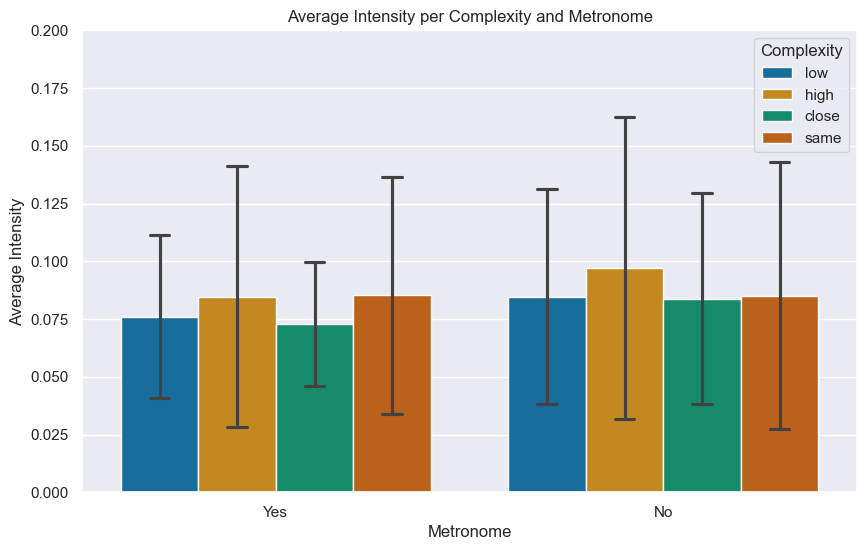 Average Intensity per Complexity and Metronome
Average Intensity
0.200
0.175
0.150
0.125
0.100
0.075
0.050
0.025
0.000
Complexity
low
high
close
same
Yes
No
Metronome